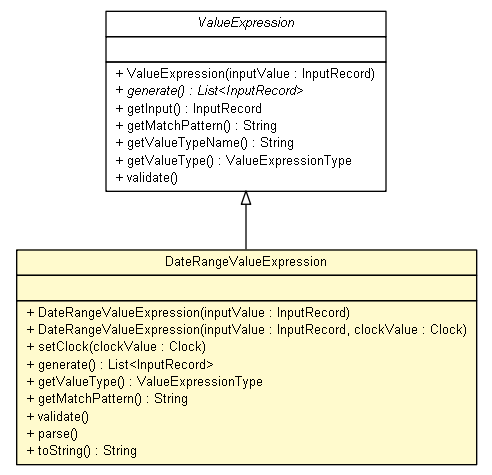 ValueExpression
+ ValueExpression(inputValue : InputRecord)
+ generate() : List<InputRecord>
+ getInput() : InputRecord
+ getMatchPattern() : String
+ getValueTypeName() : String
+ getValueType() : ValueExpressionType
+ validate()
DateRangeValueExpression
+ DateRangeValueExpression(inputValue : InputRecord)
+ DateRangeValueExpression(inputValue : InputRecord, clockValue : Clock)
+ setClock(clockValue : Clock)
+ generate() : List<InputRecord>
+ getValueType() : ValueExpressionType
+ getMatchPattern() : String
+ validate()
+ parse()
+ toString() : String